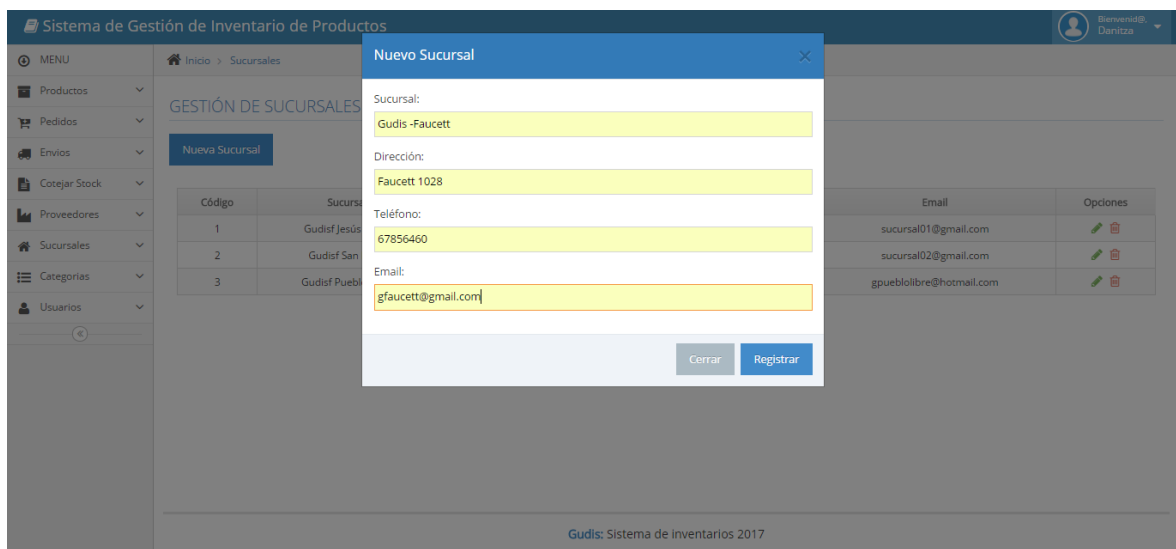 Sistema de Gestión de Inventario de Productos
Bienvenid@,
Danitza
MENU
Inicio > Sucursales
Nuevo Sucursal
×
Productos
Pedidos
Envios
Cotejar Stock
Proveedores
Sucursales
Categorias
Usuarios
GESTIÓN DE SUCURSALES
Nueva Sucursal
Sucursal:
Gudis -Faucett
Dirección:
Faucett 1028
Teléfono:
67856460
Email:
gfaucett@gmail.com
Cerrar Registrar
Código Email Opciones
1 Gudisf Jesús sucursal01@gmail.com
2 Gudisf San sucursal02@gmail.com
3 Gudisf gpueblolibre@hotmail.com
Gudis: Sistema de inventarios 2017